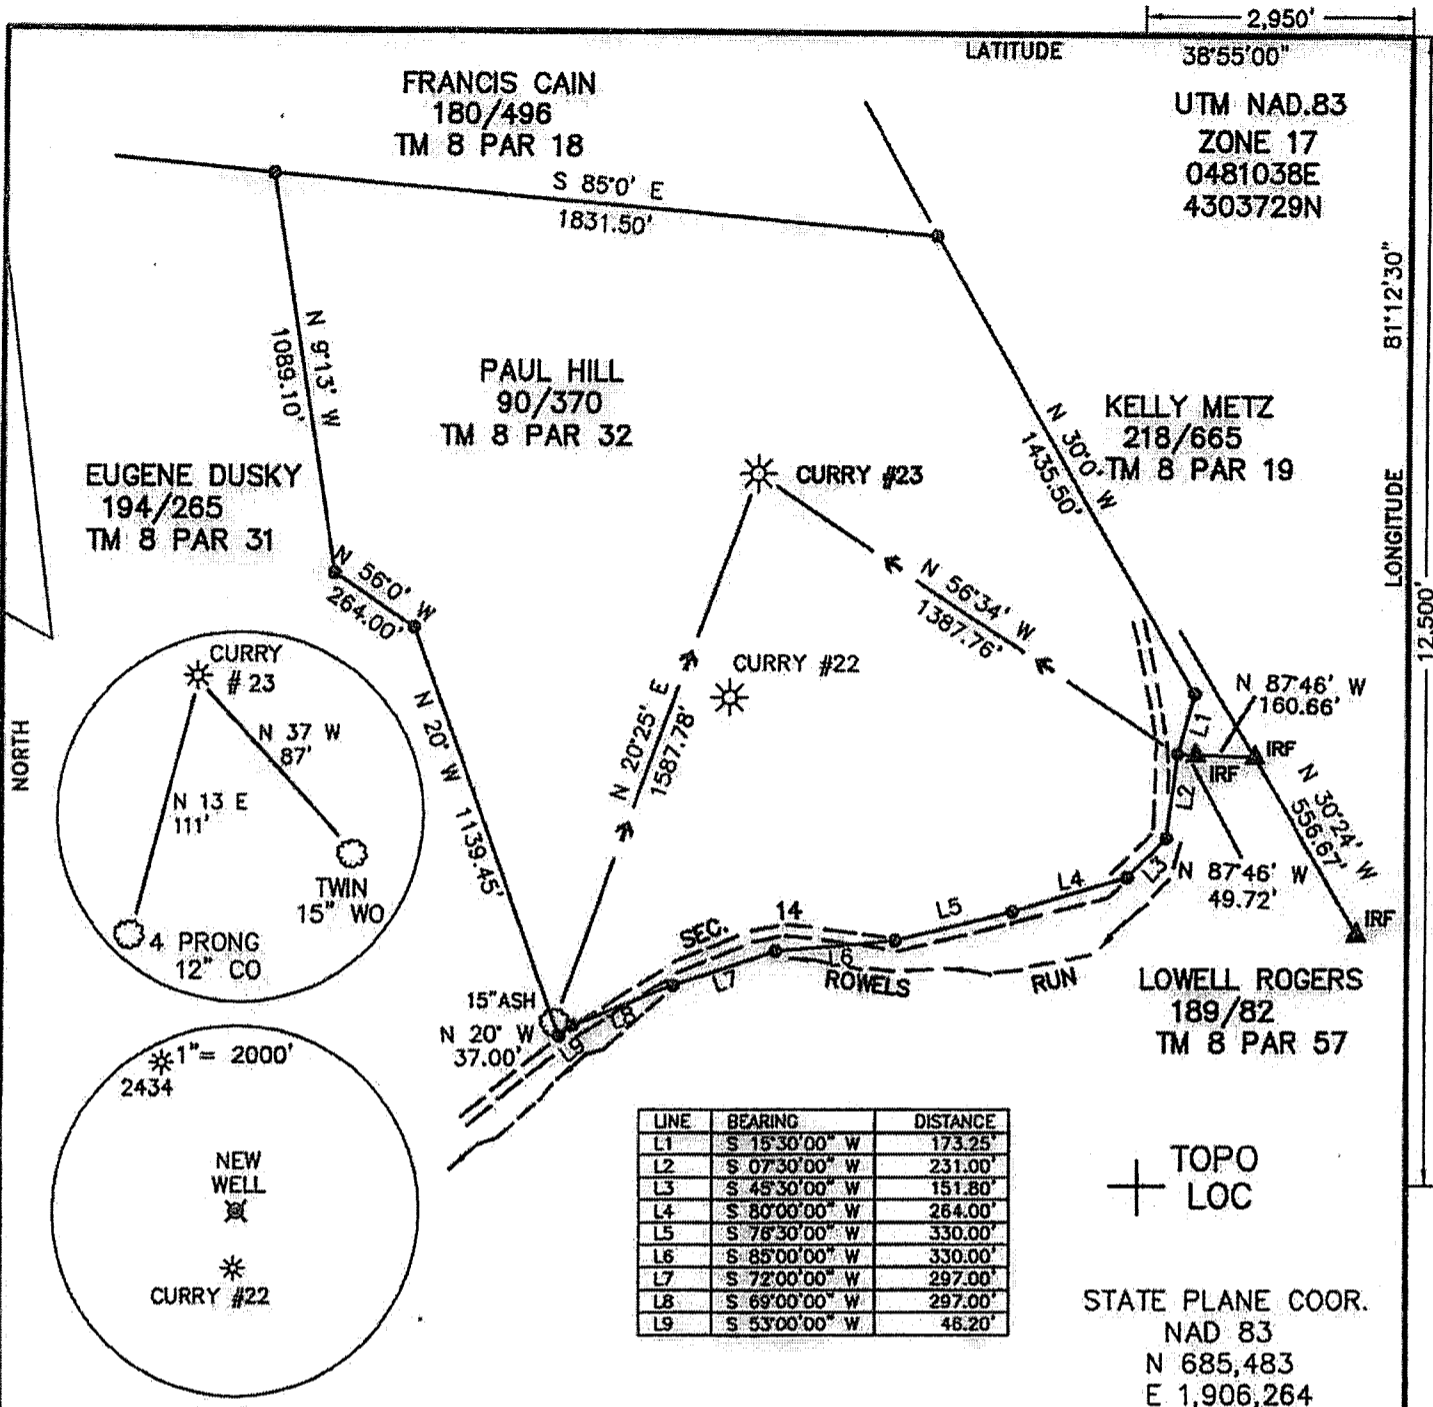 2,950'
LATITUDE
38°55'00"
FRANCIS CAIN
180/496
TM 8 PAR 18
UTM NAD.83
ZONE 17
0481038E
4303729N
S 85°0' E
1831.50'
81°12'30"
LONGITUDE
12.500'
N 9°13' W
1089.10'
PAUL HILL
90/370
TM 8 PAR 32
KELLY METZ
218/665
TM 8 PAR 19
N 30°0' W
1435.50'
EUGENE DUSKY
194/265
TM 8 PAR 31
CURRY #23
N 56°0' W
264.00'
N 56°34' W
1387.76'
CURRY #22
N 20°25' E
1587.78'
N 20° W 1139.45'
NORTH
CURRY
#23
N 37 W
87'
N 13 E
111'
TWIN
15" WO
4 PRONG
12" CO
N 87°46' W
160.66'
L1
IRF
IRF
L2
N 30°24' W
556.67'
L3
N 87°46' W
49.72'
L4
L5
IRF
SEC. 14
L6
L7
ROWELS RUN
L8
L9
15"ASH
N 20° W
37.00'
LOWELL ROGERS
189/82
TM 8 PAR 57
1"= 2000'
2434
NEW
WELL
CURRY #22
LINE BEARING DISTANCE
L1 S 15°30'00" W 173.25'
L2 S 07°30'00" W 231.00'
L3 S 45°30'00" W 151.80'
L4 S 80°00'00" W 264.00'
L5 S 76°30'00" W 330.00'
L6 S 85°00'00" W 330.00'
L7 S 72°00'00" W 297.00'
L8 S 69°00'00" W 297.00'
L9 S 53°00'00" W 46.20'
TOPO
LOC
STATE PLANE COOR.
NAD 83
N 685,483
E 1,906,264